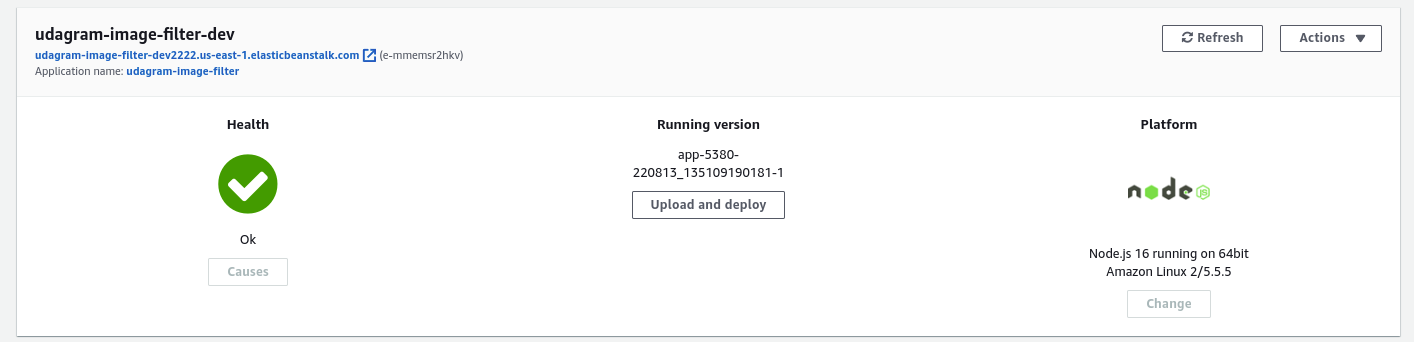 udagram-image-filter-dev
Refresh
Actions
udagram-image-filter-dev2222.us-east-1.elasticbeanstalk.com (e-mmemsr2hkv)
Application name: udagram-image-filter
Health
Ok
Causes
Running version
app-5380-
220813_135109190181-1
Upload and deploy
Platform
node
JS
Node.js 16 running on 64bit
Amazon Linux 2/5.5.5
Change